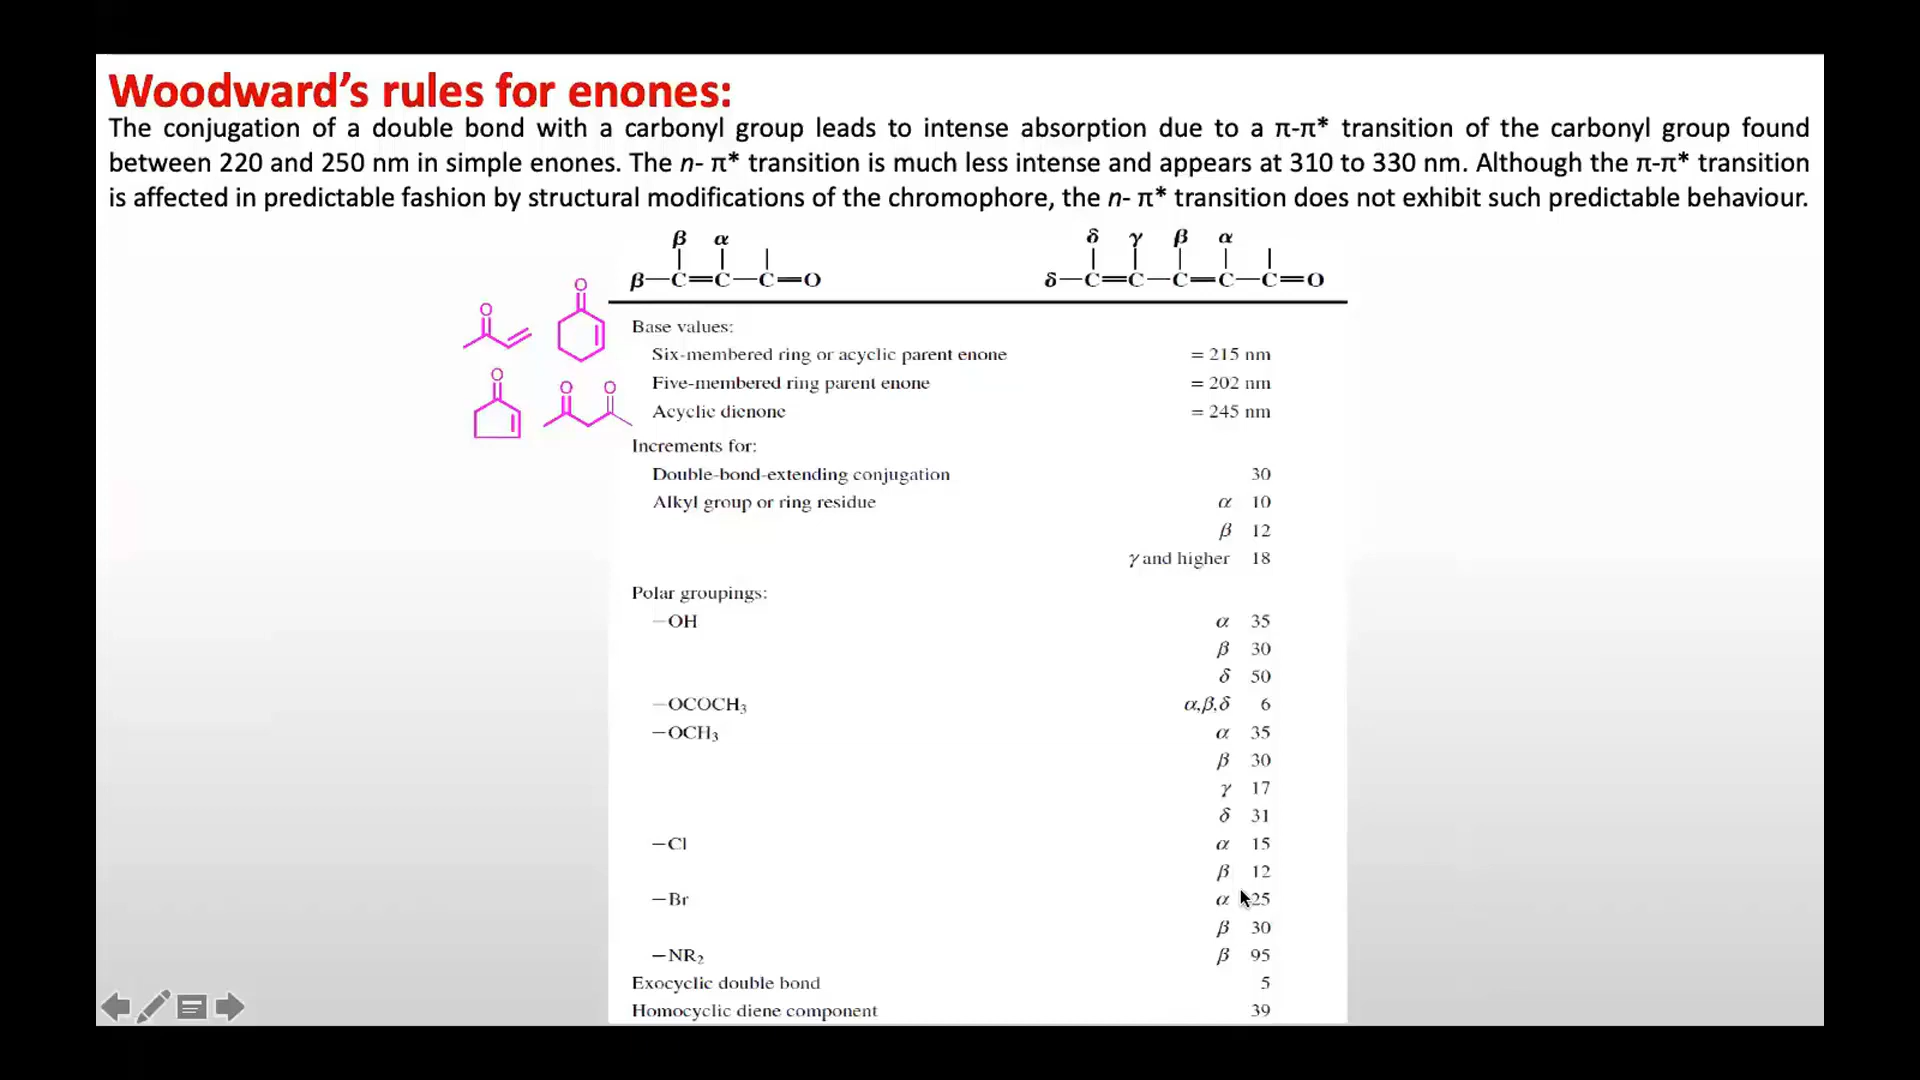 Woodward’s rules for enones:
The conjugation of a double bond with a carbonyl group leads to intense absorption due to a π-π* transition of the carbonyl group found
between 220 and 250 nm in simple enones. The n- π* transition is much less intense and appears at 310 to 330 nm. Although the π-π* transition
is affected in predictable fashion by structural modifications of the chromophore, the n- π* transition does not exhibit such predictable behaviour.
β α
β—C=C—C=O
δ γ β α
δ—C=C—C=C—C=O
O O
O O O
Base values:
Six-membered ring or acyclic parent enone = 215 nm
Five-membered ring parent enone = 202 nm
Acyclic dienone = 245 nm
Increments for:
Double-bond-extending conjugation 30
Alkyl group or ring residue α 10
β 12
γ and higher 18
Polar groupings:
—OH α 35
β 30
δ 50
—OCOCH₃ α,β,δ 6
—OCH₃ α 35
β 30
γ 17
δ 31
—Cl α 15
β 12
—Br α 25
β 30
—NR₂ β 95
Exocyclic double bond 5
Homocyclic diene component 39